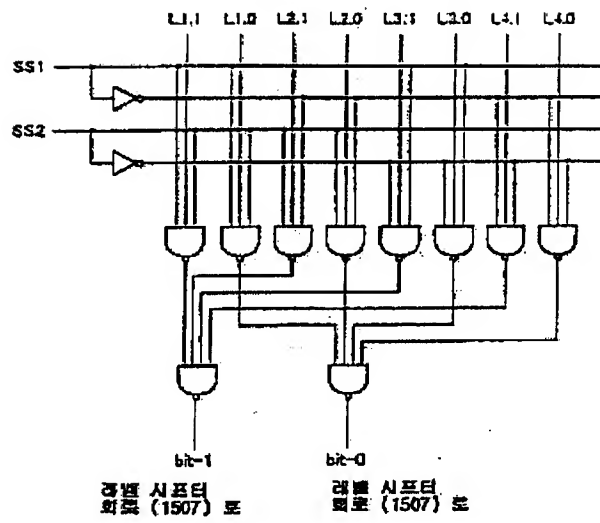 L1.1 L1.0 L2.1 L2.0 L3.1 L3.0 L4.1 L4.0
SS1
SS2
bit-1 bit-0
레벨 시프터 레벨 시프터
회로 (1507) 로 회로 (1507) 로